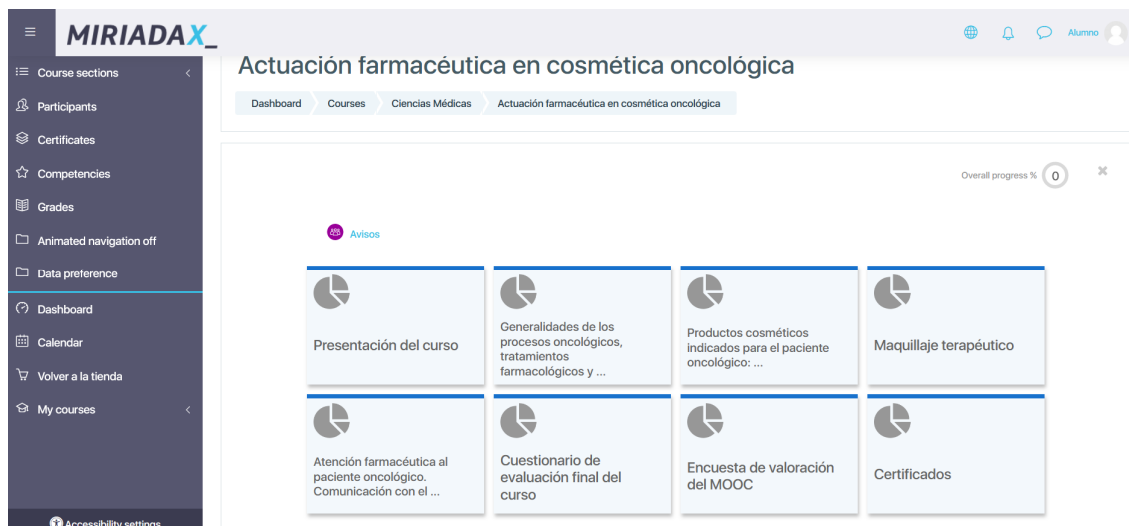 MIRIADAX_
Alumno
Course sections
Participants
Certificates
Competencies
Grades
Animated navigation off
Data preference
Dashboard
Calendar
Volver a la tienda
My courses
Accessibility settings
Actuación farmacéutica en cosmética oncológica
Dashboard
Courses
Ciencias Médicas
Actuación farmacéutica en cosmética oncológica
Overall progress %
0
Avisos
Presentación del curso
Generalidades de los
procesos oncológicos,
tratamientos
farmacológicos y ...
Productos cosméticos
indicados para el paciente
oncológico: ...
Maquillaje terapéutico
Atención farmacéutica al
paciente oncológico.
Comunicación con el ...
Cuestionario de
evaluación final del
curso
Encuesta de valoración
del MOOC
Certificados